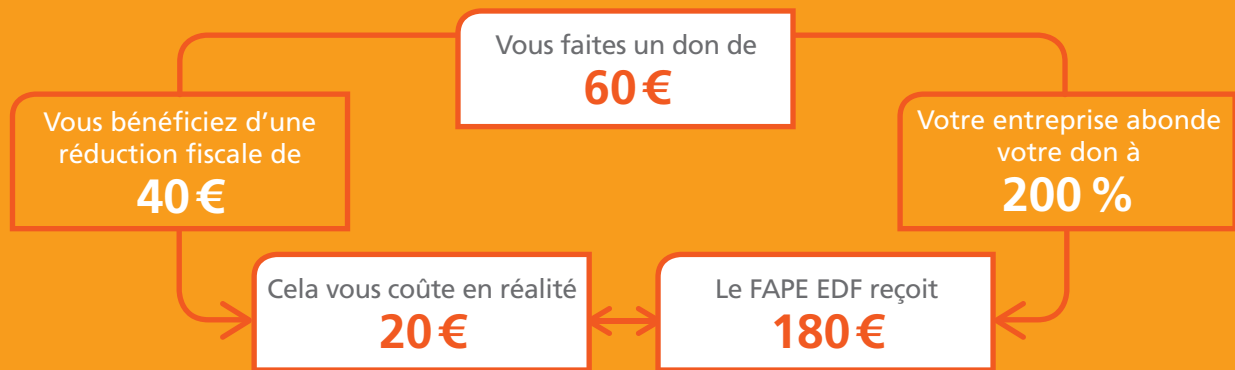 Vous faites un don de
60 €
Vous bénéficiez d’une
réduction fiscale de
40 €
Votre entreprise abonde
votre don à
200 %
Cela vous coûte en réalité
20 €
Le FAPE EDF reçoit
180 €